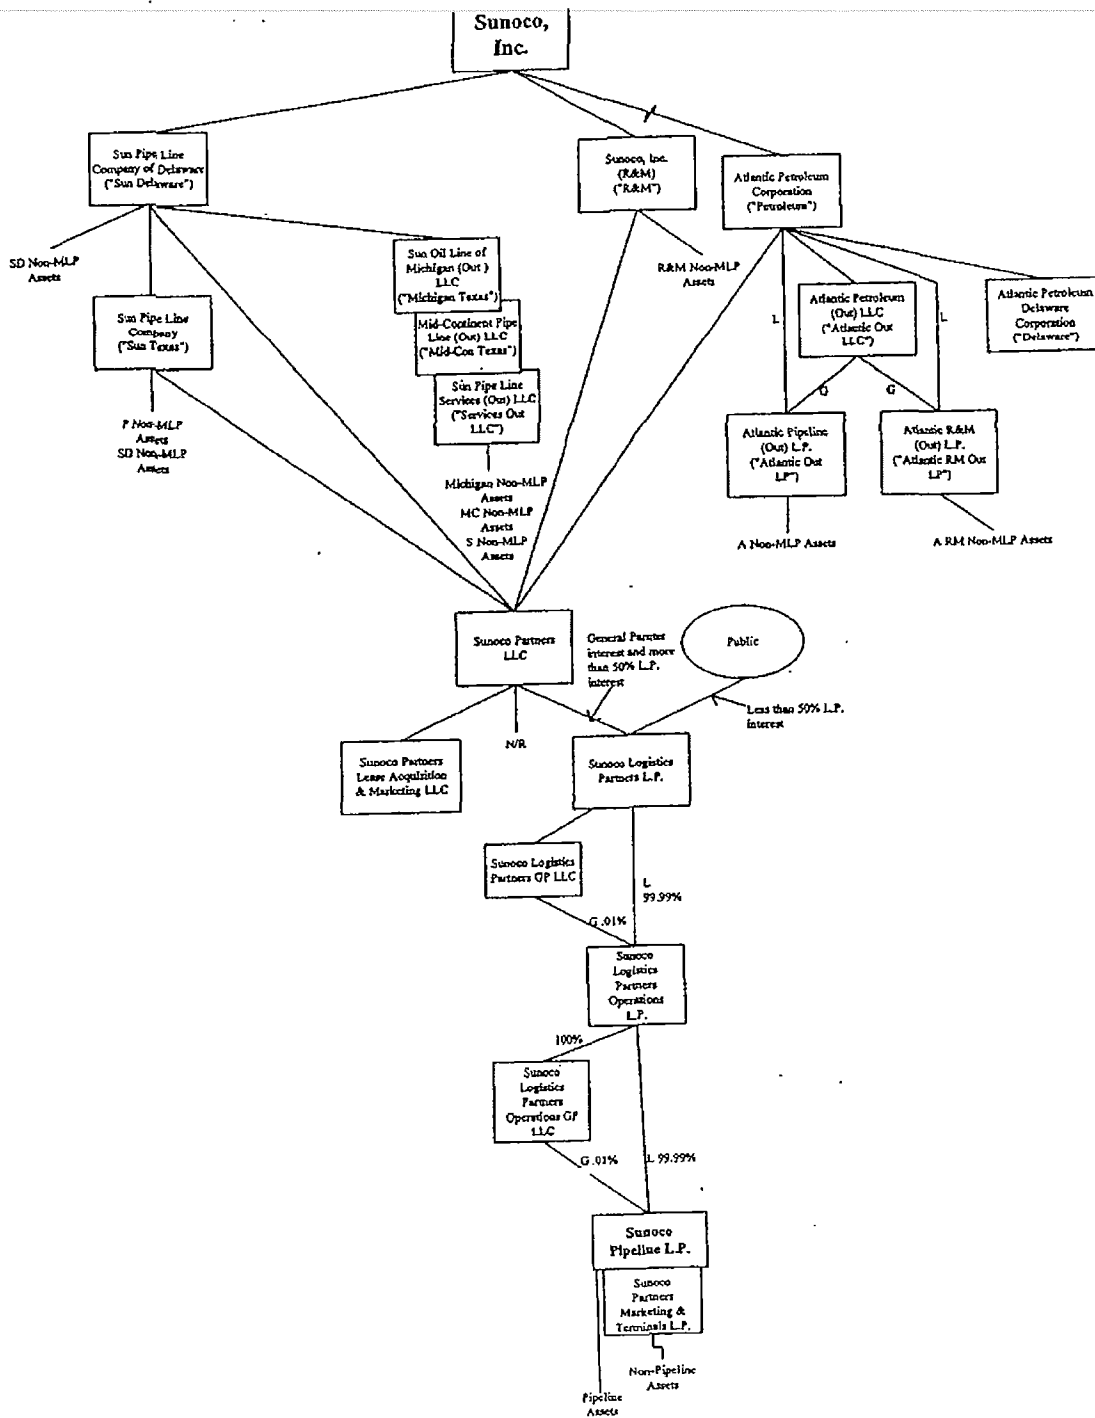 Sunoco,
Inc.
Sun Pipe Line
Company of Delaware
("Sun Delaware")
Sunoco, Inc.
(R&M)
("R&M")
Atlantic Petroleum
Corporation
("Petroleum")
SD Non-MLP
Assets
Sun Oil Line of
Michigan (Out )
LLC
("Michigan Texas")
R&M Non-MLP
Assets
Sun Pipe Line
Company
("Sun Texas")
Mid-Continent Pipe
Line (Out) LLC
("Mid-Con Texas")
Sun Pipe Line
Services (Out) LLC
("Services Out
LLC")
L
Atlantic Petroleum
(Out) LLC
("Atlantic Out
LLC")
L
Atlantic Petroleum
Delaware
Corporation
("Delaware")
G
G
P Non-MLP
Assets
SD Non-MLP
Assets
Michigan Non-MLP
Assets
MC Non-MLP
Assets
S Non-MLP
Assets
Atlantic Pipeline
(Out) L.P.
("Atlantic Out
LP")
Atlantic R&M
(Out) L.P.
("Atlantic RM Out
LP")
A Non-MLP Assets
A RM Non-MLP Assets
Sunoco Partners
LLC
General Partner
interest and more
than 50% L.P.
interest
Public
Less than 50% L.P.
interest
N/R
Sunoco Partners
Lease Acquisition
& Marketing LLC
Sunoco Logistics
Partners L.P.
Sunoco Logistics
Partners GP LLC
L
99.99%
G .01%
Sunoco
Logistics
Partners
Operations
L.P.
100%
Sunoco
Logistics
Partners
Operations GP
LLC
G .01%
L 99.99%
Sunoco
Pipeline L.P.
Sunoco
Partners
Marketing &
Terminals L.P.
Non-Pipeline
Assets
Pipeline
Assets